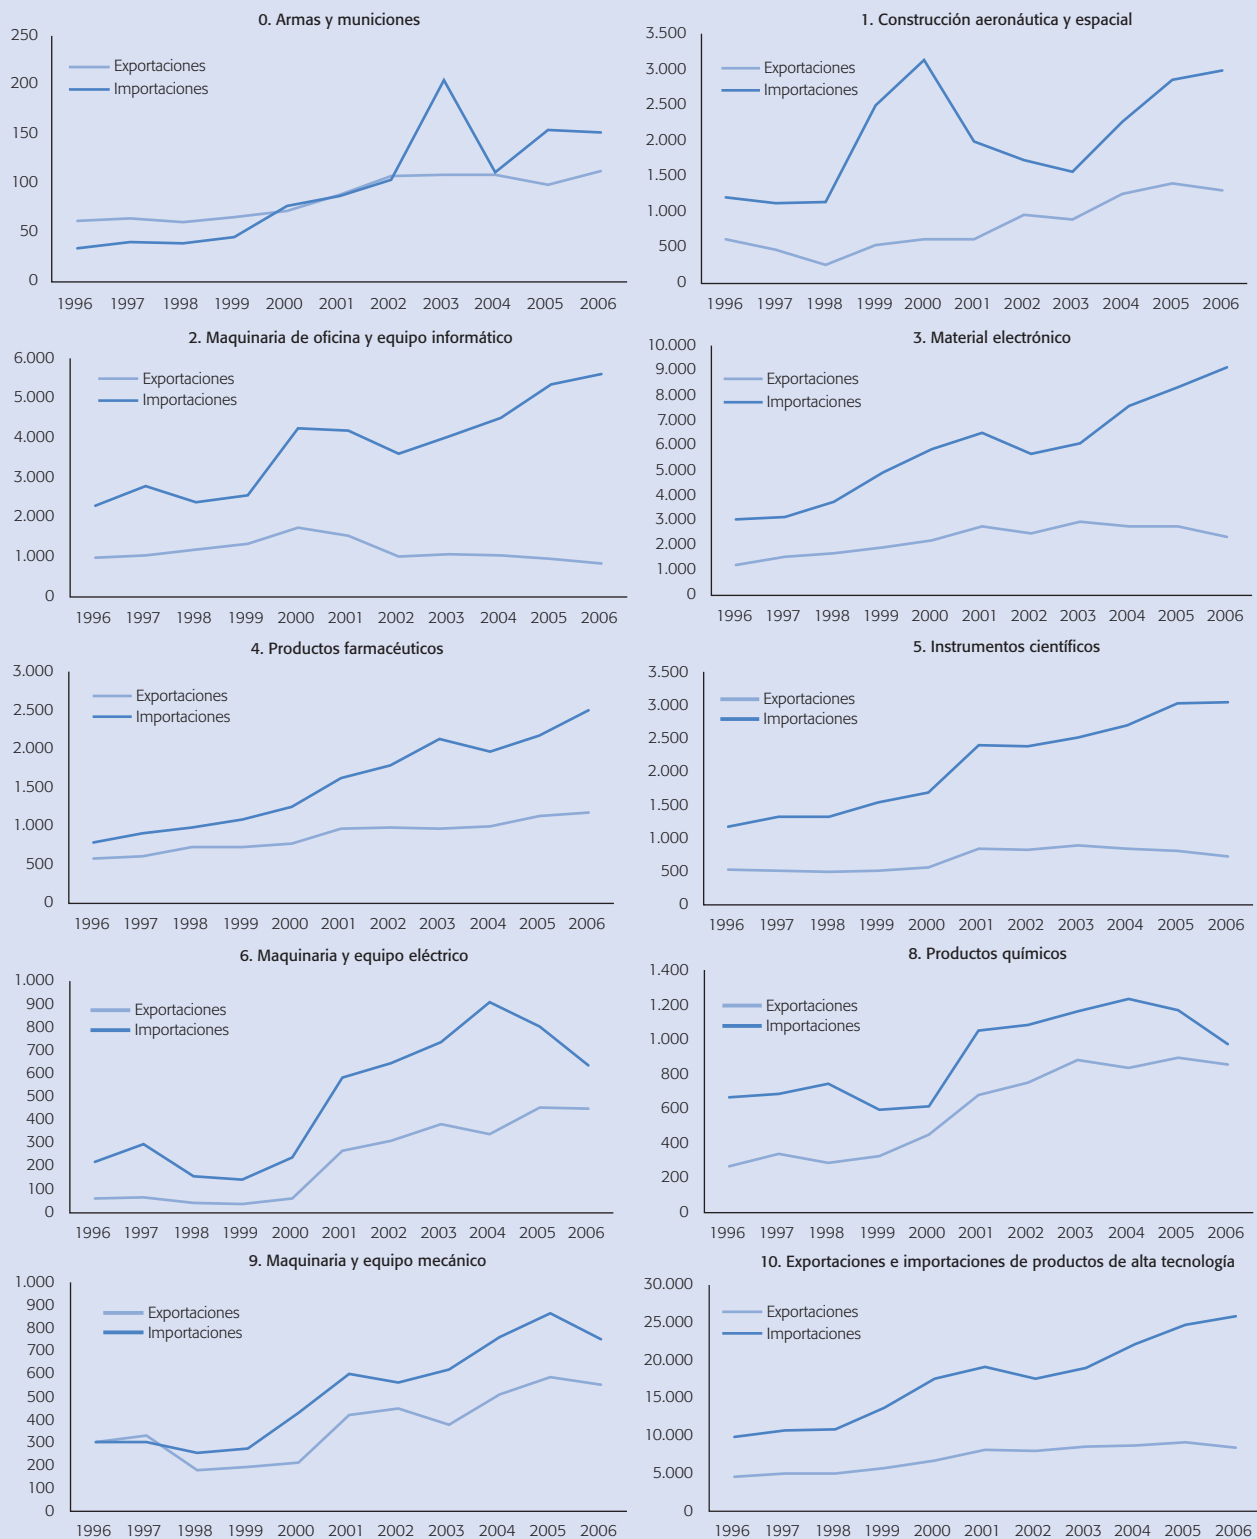 0. Armas y municiones
250
200
150
100
50
0
Exportaciones
Importaciones
1996 1997 1998 1999 2000 2001 2002 2003 2004 2005 2006
1. Construcción aeronáutica y espacial
3.500
3.000
2.500
2.000
1.500
1.000
500
0
Exportaciones
Importaciones
1996 1997 1998 1999 2000 2001 2002 2003 2004 2005 2006
2. Maquinaria de oficina y equipo informático
6.000
5.000
4.000
3.000
2.000
1.000
0
Exportaciones
Importaciones
1996 1997 1998 1999 2000 2001 2002 2003 2004 2005 2006
3. Material electrónico
10.000
9.000
8.000
7.000
6.000
5.000
4.000
3.000
2.000
1.000
0
Exportaciones
Importaciones
1996 1997 1998 1999 2000 2001 2002 2003 2004 2005 2006
4. Productos farmacéuticos
3.000
2.500
2.000
1.500
1.000
500
0
Exportaciones
Importaciones
1996 1997 1998 1999 2000 2001 2002 2003 2004 2005 2006
5. Instrumentos científicos
3.500
3.000
2.500
2.000
1.500
1.000
500
0
Exportaciones
Importaciones
1996 1997 1998 1999 2000 2001 2002 2003 2004 2005 2006
6. Maquinaria y equipo eléctrico
1.000
900
800
700
600
500
400
300
200
100
0
Exportaciones
Importaciones
1996 1997 1998 1999 2000 2001 2002 2003 2004 2005 2006
8. Productos químicos
1.400
1.200
1.000
800
600
400
200
0
Exportaciones
Importaciones
1996 1997 1998 1999 2000 2001 2002 2003 2004 2005 2006
9. Maquinaria y equipo mecánico
1.000
900
800
700
600
500
400
300
200
100
0
Exportaciones
Importaciones
1996 1997 1998 1999 2000 2001 2002 2003 2004 2005 2006
10. Exportaciones e importaciones de productos de alta tecnología
30.000
25.000
20.000
15.000
10.000
5.000
0
Exportaciones
Importaciones
1996 1997 1998 1999 2000 2001 2002 2003 2004 2005 2006